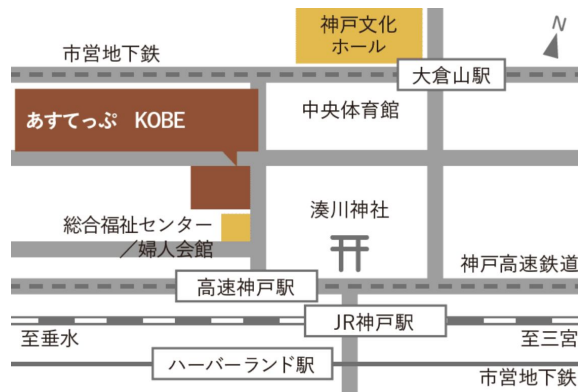 神戸文化
ホール
N
市営地下鉄
大倉山駅
あすてっぷ　KOBE
中央体育館
湊川神社
総合福祉センター
／婦人会館
神戸高速鉄道
高速神戸駅
JR神戸駅
至垂水
至三宮
ハーバーランド駅
市営地下鉄